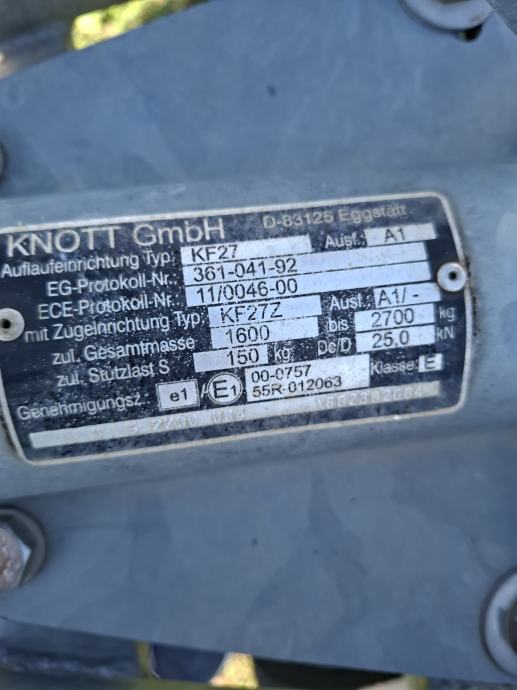 KNOTT GmbH D-83125 Eggstätt
Auflaufeinrichtung Typ: KF27 Ausf.: A1
EG-Protokoll-Nr. 361-041-92
ECE-Protokoll-Nr. 11/0046-00
mit Zugeinrichtung Typ: KF27Z Ausf. A1/-
zul. Gesamtmasse 1600 bis 2700 kg
zul. Stützlast S 150 kg Dc/D 25,0 kN
Genehmigungsz. e1 E1 00-0757 Klasse: E
55R-012063